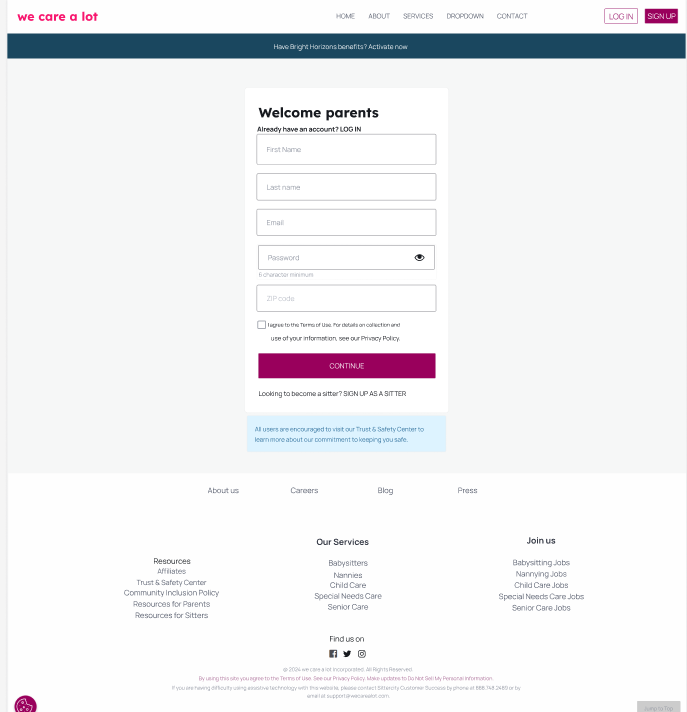 we care a lot
HOME ABOUT SERVICES DROPDOWN CONTACT LOG IN SIGN UP
Have Bright Horizons benefits? Activate now
Welcome parents
Already have an account? LOG IN
First Name
Last name
Email
Password
6 character minimum
ZIP code
I agree to the Terms of Use. For details on collection and
use of your information, see our Privacy Policy.
CONTINUE
Looking to become a sitter? SIGN UP AS A SITTER
All users are encouraged to visit our Trust & Safety Center to
learn more about our commitment to keeping you safe.
About us Careers Blog Press
Resources
Affiliates
Trust & Safety Center
Community Inclusion Policy
Resources for Parents
Resources for Sitters
Our Services
Babysitters
Nannies
Child Care
Special Needs Care
Senior Care
Join us
Babysitting Jobs
Nannying Jobs
Child Care Jobs
Special Needs Care Jobs
Senior Care Jobs
Find us on
@ 2024 we care a lot Incorporated. All Rights Reserved.
By using this site you agree to the Terms of Use. See our Privacy Policy. Make updates to Do Not Sell My Personal Information.
If you are having difficulty using assistive technology with this website, please contact Sittercity Customer Success by phone at 888.748.2489 or by
email at support@wecarealot.com.
Jump to Top